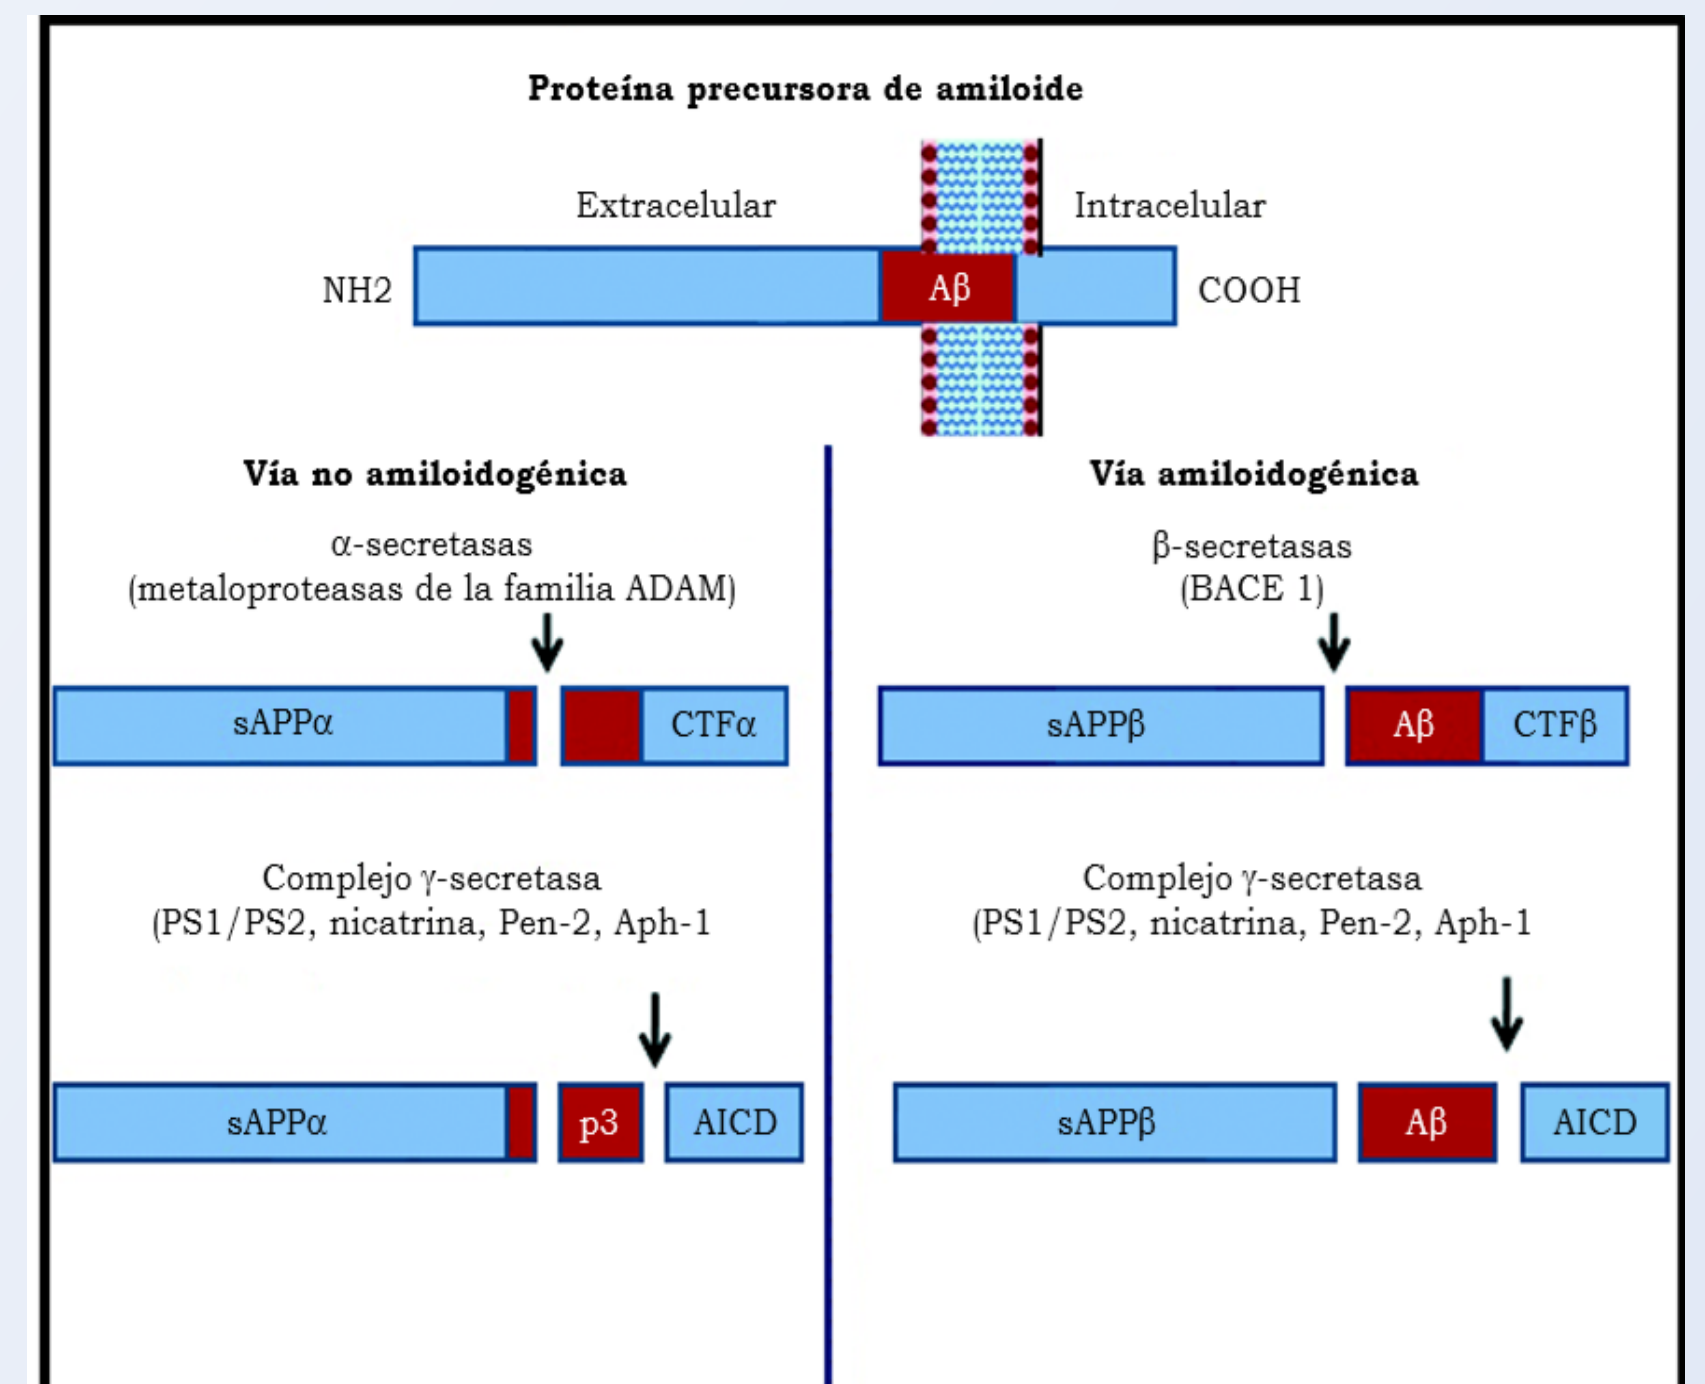 Proteína precursora de amiloide
Extracelular
Intracelular
NH2
Aβ
COOH
Vía no amiloidogénica
α-secretasas
(metaloproteasas de la familia ADAM)
sAPPα
CTFα
Complejo γ-secretasa
(PS1/PS2, nicatrina, Pen-2, Aph-1
sAPPα
p3
AICD
Vía amiloidogénica
β-secretasas
(BACE 1)
sAPPβ
Aβ
CTFβ
Complejo γ-secretasa
(PS1/PS2, nicatrina, Pen-2, Aph-1
sAPPβ
Aβ
AICD